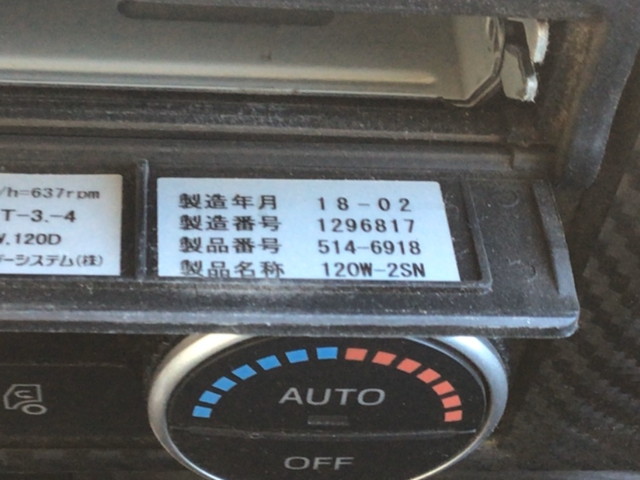 /h=637rpm
T-3.-4
V.120D
ーシステム(株)
製造年月 18-02
製造番号 1296817
製品番号 514-6918
製品名称 120W-2SN
AUTO
OFF